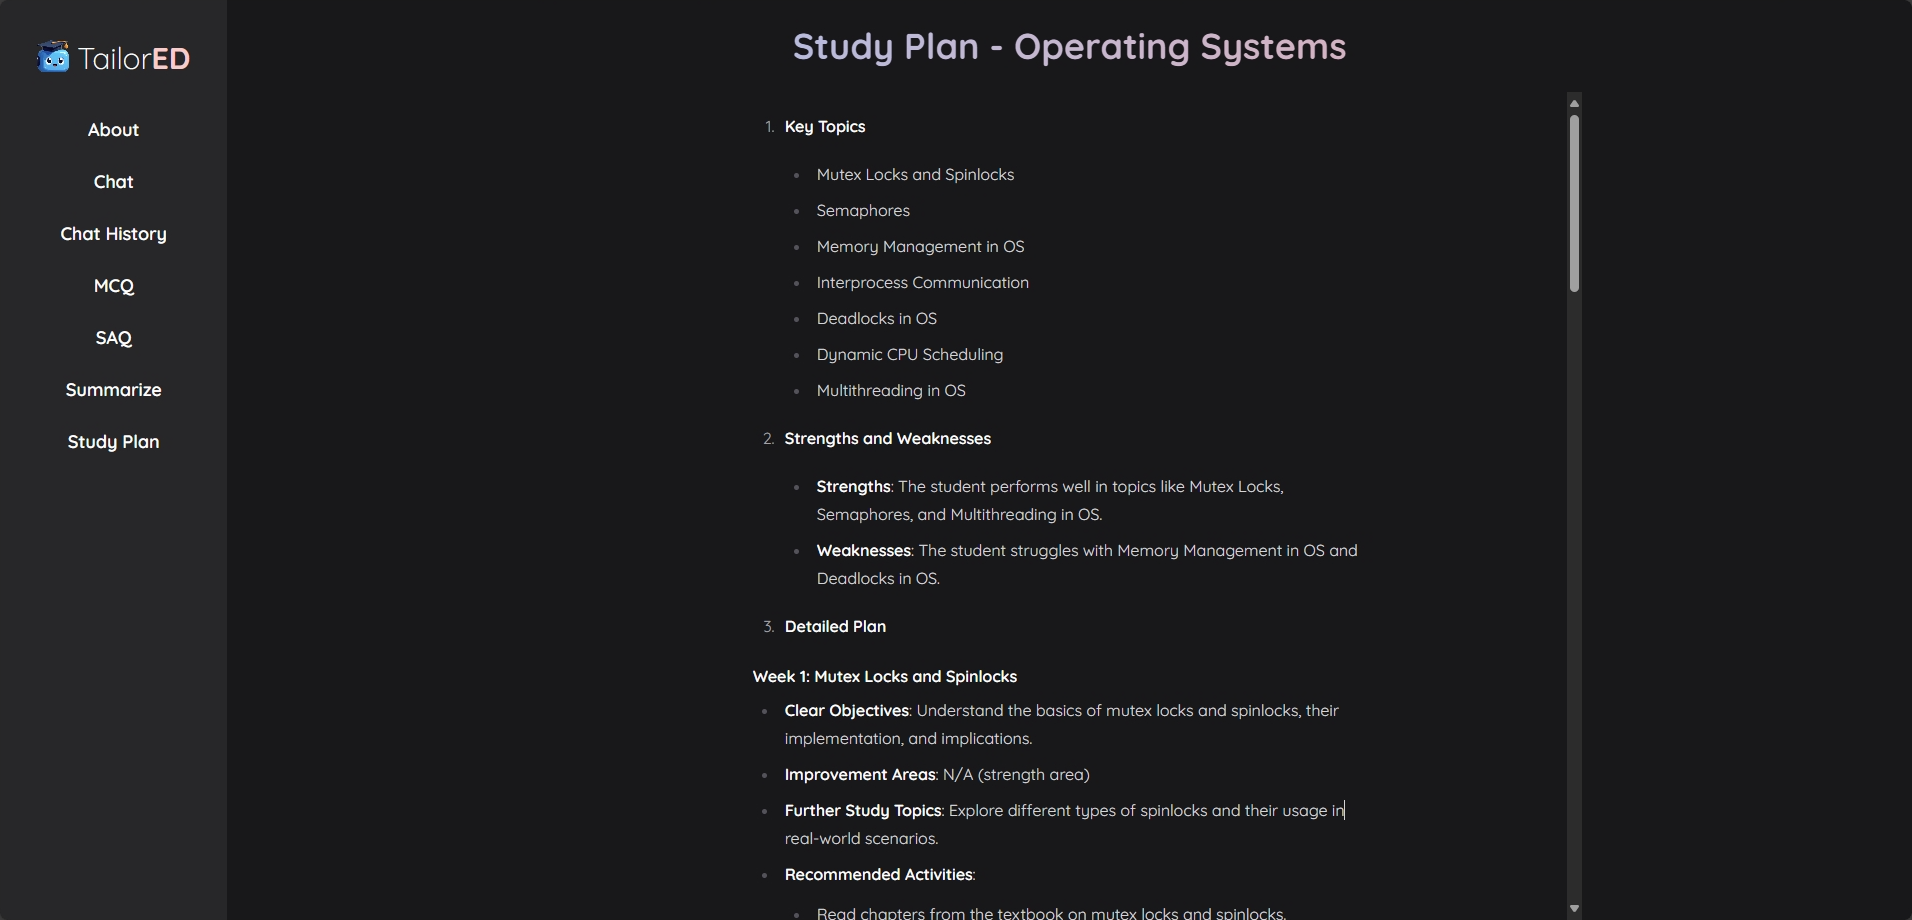 TailorED
About
Chat
Chat History
MCQ
SAQ
Summarize
Study Plan
Study Plan - Operating Systems
1. Key Topics
• Mutex Locks and Spinlocks
• Semaphores
• Memory Management in OS
• Interprocess Communication
• Deadlocks in OS
• Dynamic CPU Scheduling
• Multithreading in OS
2. Strengths and Weaknesses
• Strengths: The student performs well in topics like Mutex Locks,
Semaphores, and Multithreading in OS.
• Weaknesses: The student struggles with Memory Management in OS and
Deadlocks in OS.
3. Detailed Plan
Week 1: Mutex Locks and Spinlocks
• Clear Objectives: Understand the basics of mutex locks and spinlocks, their
implementation, and implications.
• Improvement Areas: N/A (strength area)
• Further Study Topics: Explore different types of spinlocks and their usage in
real-world scenarios.
• Recommended Activities:
• Read chapters from the textbook on mutex locks and spinlocks.